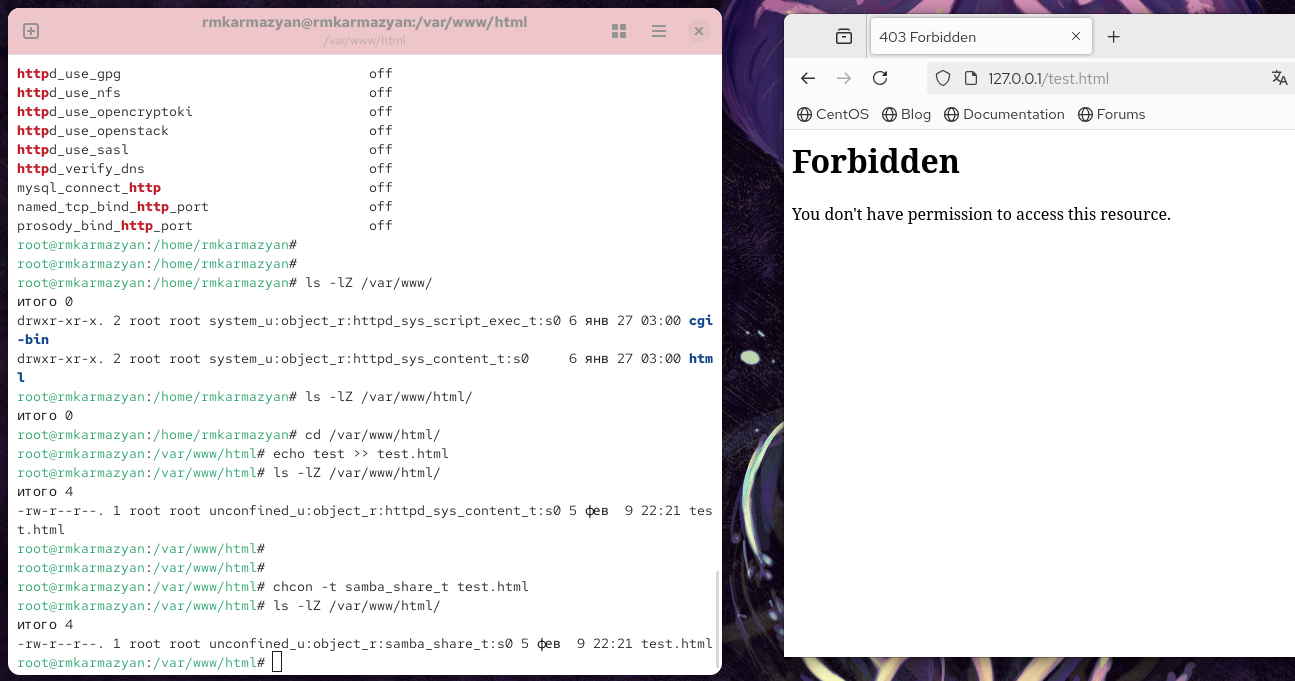 rmkarmazyan@rmkarmazyan:/var/www/html
/var/www/html
httpd_use_gpg                               off
httpd_use_nfs                               off
httpd_use_opencryptoki                      off
httpd_use_openstack                         off
httpd_use_sasl                              off
httpd_verify_dns                            off
mysql_connect_http                          off
named_tcp_bind_http_port                    off
prosody_bind_http_port                      off
root@rmkarmazyan:/home/rmkarmazyan#
root@rmkarmazyan:/home/rmkarmazyan#
root@rmkarmazyan:/home/rmkarmazyan# ls -lZ /var/www/
итого 0
drwxr-xr-x. 2 root root system_u:object_r:httpd_sys_script_exec_t:s0 6 янв 27 03:00 cgi
-bin
drwxr-xr-x. 2 root root system_u:object_r:httpd_sys_content_t:s0     6 янв 27 03:00 htm
l
root@rmkarmazyan:/home/rmkarmazyan# ls -lZ /var/www/html/
итого 0
root@rmkarmazyan:/home/rmkarmazyan# cd /var/www/html/
root@rmkarmazyan:/var/www/html# echo test >> test.html
root@rmkarmazyan:/var/www/html# ls -lZ /var/www/html/
итого 4
-rw-r--r--. 1 root root unconfined_u:object_r:httpd_sys_content_t:s0 5 фев  9 22:21 tes
t.html
root@rmkarmazyan:/var/www/html#
root@rmkarmazyan:/var/www/html#
root@rmkarmazyan:/var/www/html# chcon -t samba_share_t test.html
root@rmkarmazyan:/var/www/html# ls -lZ /var/www/html/
итого 4
-rw-r--r--. 1 root root unconfined_u:object_r:samba_share_t:s0 5 фев  9 22:21 test.html
root@rmkarmazyan:/var/www/html#
403 Forbidden
127.0.0.1/test.html
CentOS Blog Documentation Forums
Forbidden
You don't have permission to access this resource.